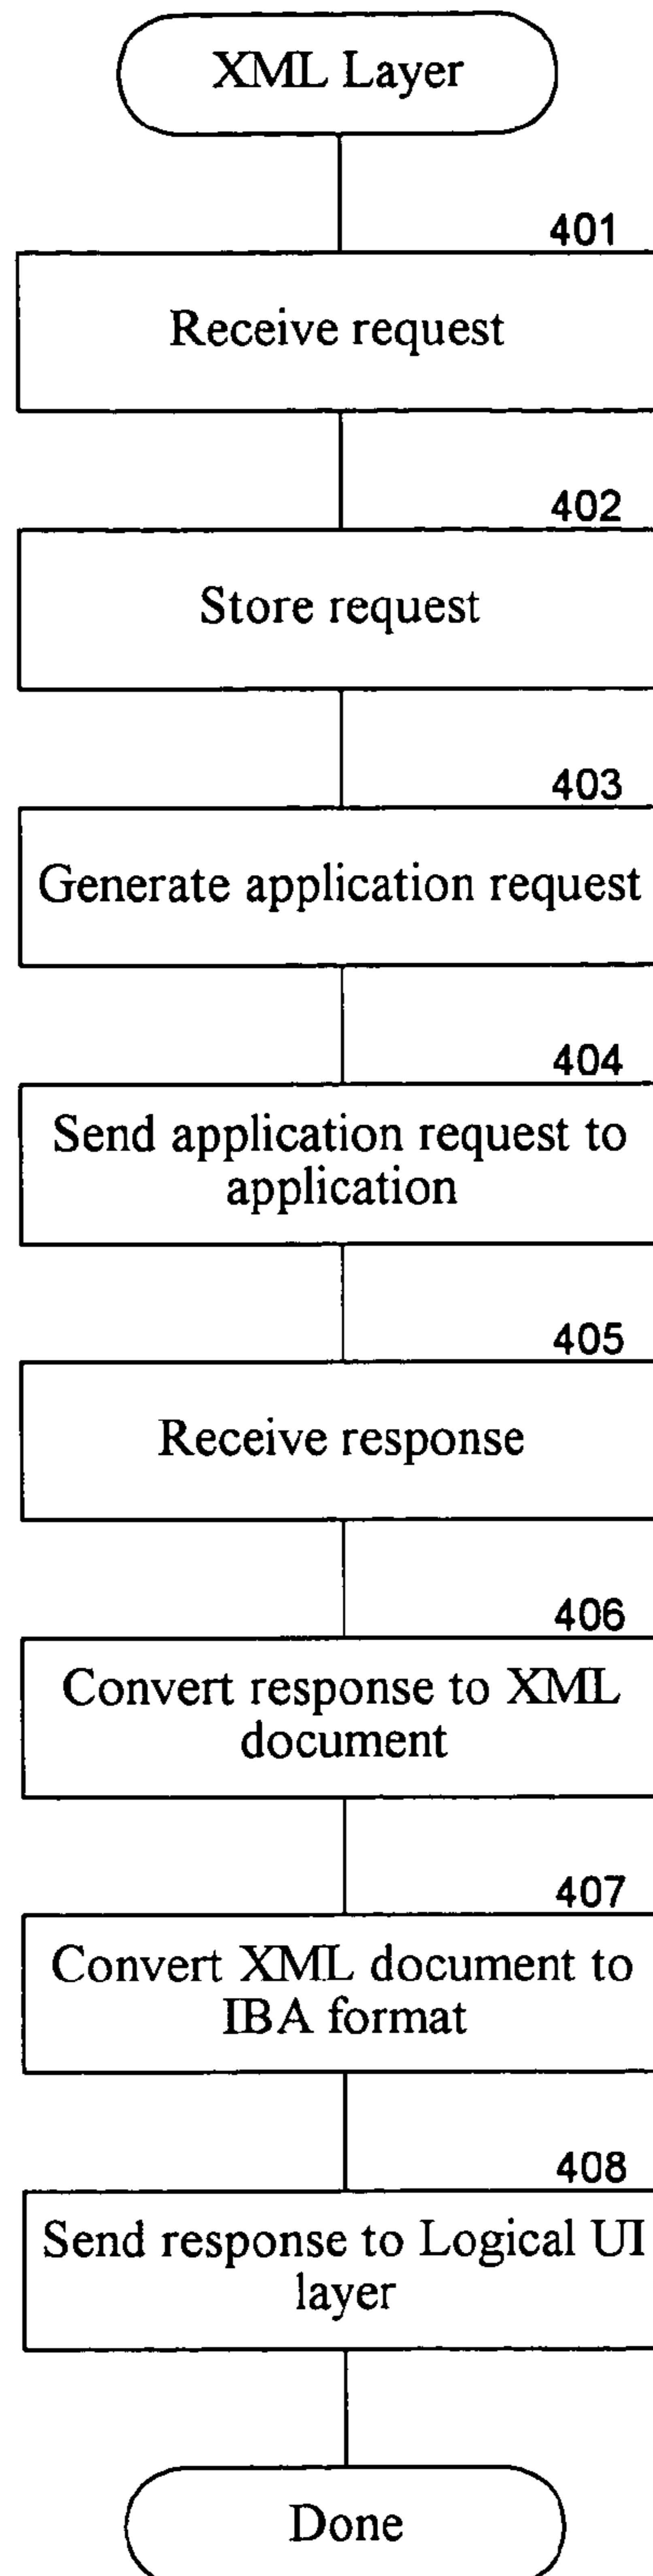 XML Layer
401
Receive request
402
Store request
403
Generate application request
404
Send application request to
application
405
Receive response
406
Convert response to XML
document
407
Convert XML document to
IBA format
408
Send response to Logical UI
layer
Done